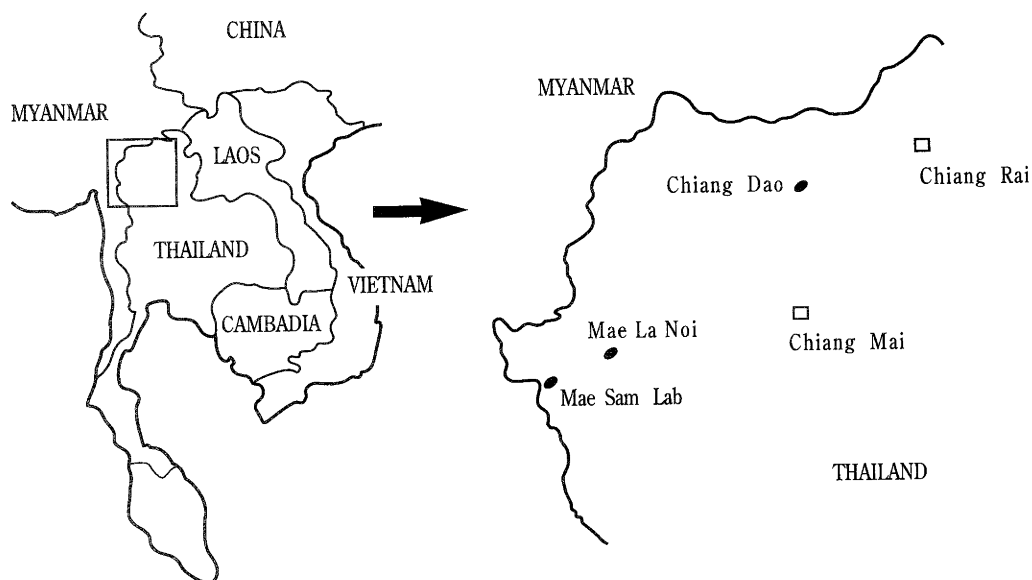 CHINA
MYANMAR
LAOS
THAILAND
VIETNAM
CAMBADIA
MYANMAR
Chiang Rai
Chiang Dao
Mae La Noi
Chiang Mai
Mae Sam Lab
THAILAND